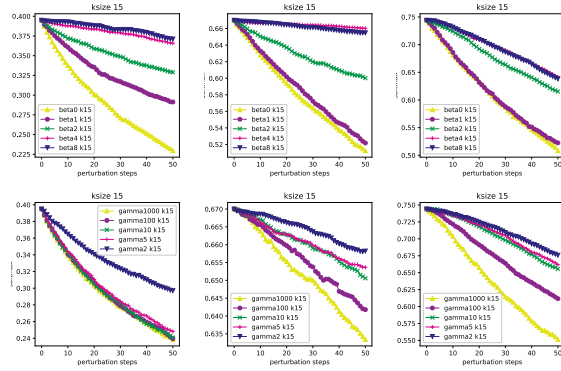 ksize 15
0.400
0.375
0.350
0.325
0.300
0.275
0.250
0.225
beta0 k15
beta1 k15
beta2 k15
beta4 k15
beta8 k15
0 10 20 30 40 50
perturbation steps
ksize 15
0.66
0.64
0.62
0.60
0.58
0.56
0.54
0.52
beta0 k15
beta1 k15
beta2 k15
beta4 k15
beta8 k15
0 10 20 30 40 50
perturbation steps
ksize 15
0.75
0.70
0.65
0.60
0.55
0.50
beta0 k15
beta1 k15
beta2 k15
beta4 k15
beta8 k15
0 10 20 30 40 50
perturbation steps
ksize 15
0.40
0.38
0.36
0.34
0.32
0.30
0.28
0.26
0.24
gamma1000 k15
gamma100 k15
gamma10 k15
gamma5 k15
gamma2 k15
0 10 20 30 40 50
perturbation steps
ksize 15
0.670
0.665
0.660
0.655
0.650
0.645
0.640
0.635
gamma1000 k15
gamma100 k15
gamma10 k15
gamma5 k15
gamma2 k15
0 10 20 30 40 50
perturbation steps
ksize 15
0.750
0.725
0.700
0.675
0.650
0.625
0.600
0.575
0.550
gamma1000 k15
gamma100 k15
gamma10 k15
gamma5 k15
gamma2 k15
0 10 20 30 40 50
perturbation steps